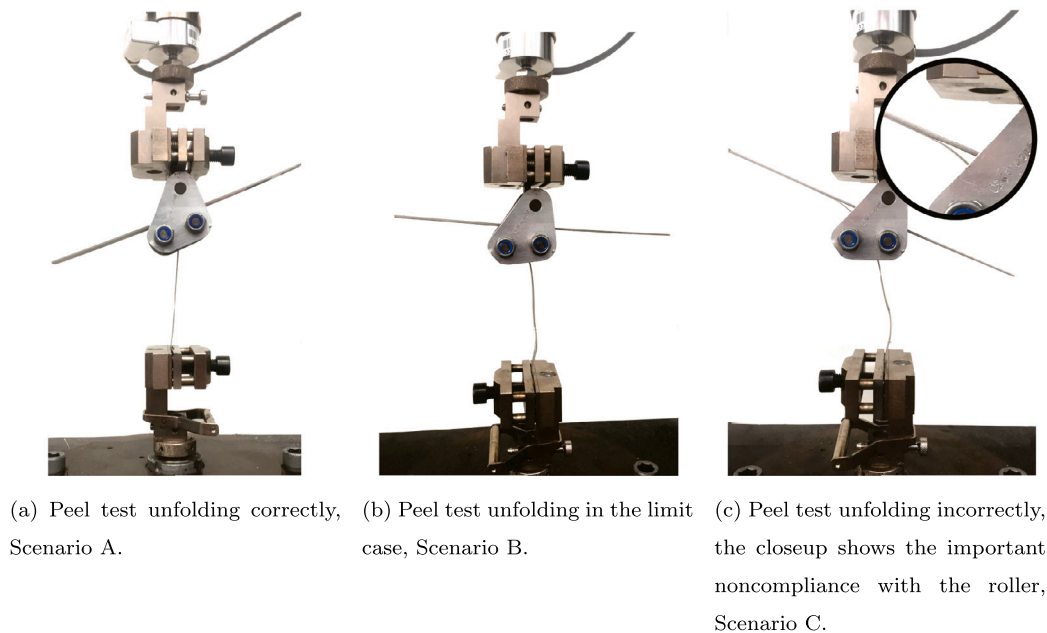 (a) Peel test unfolding correctly,
Scenario A.
(b) Peel test unfolding in the limit
case, Scenario B.
(c) Peel test unfolding incorrectly,
the closeup shows the important
noncompliance with the roller,
Scenario C.